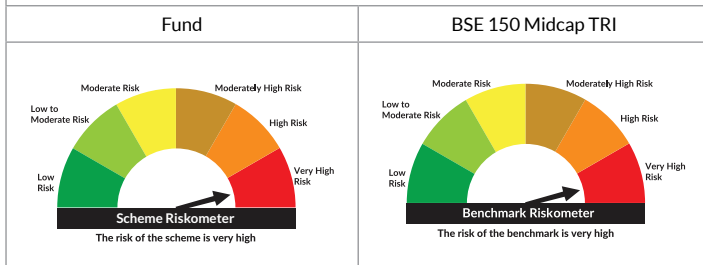 Fund
BSE 150 Midcap TRI
Moderate Risk
Moderately High Risk
Low to
Moderate Risk
High Risk
Low
Risk
Very High
Risk
Scheme Riskometer
The risk of the scheme is very high
Moderate Risk
Moderately High Risk
Low to
Moderate Risk
High Risk
Low
Risk
Very High
Risk
Benchmark Riskometer
The risk of the benchmark is very high